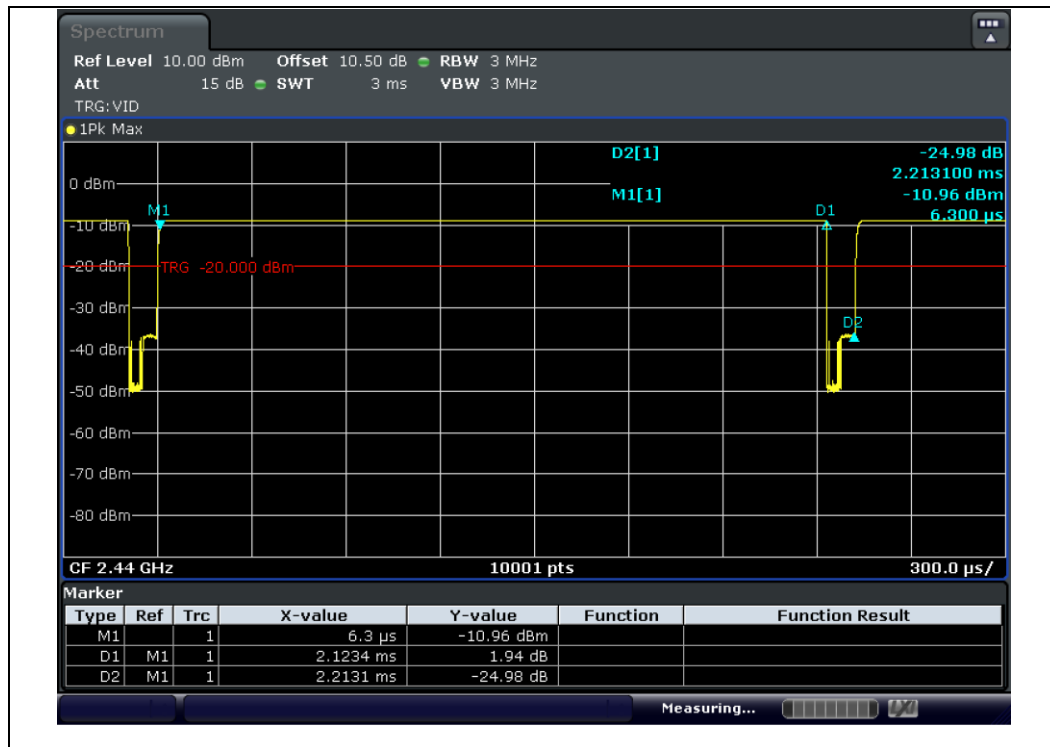 Spectrum
Ref Level 10.00 dBm Offset 10.50 dB RBW 3 MHz
Att 15 dB SWT 3 ms VBW 3 MHz
TRG:VID
1Pk Max
D2[1] -24.98 dB
2.213100 ms
0 dBm
M1[1] -10.96 dBm
6.300 µs
M1
D1
-10 dBm
-20 dBm
TRG -20.000 dBm
-30 dBm
D2
-40 dBm
-50 dBm
-60 dBm
-70 dBm
-80 dBm
CF 2.44 GHz 10001 pts 300.0 µs/
Marker
Type Ref Trc X-value Y-value Function Function Result
M1 1 6.3 µs -10.96 dBm
D1 M1 1 2.1234 ms 1.94 dB
D2 M1 1 2.2131 ms -24.98 dB
Measuring...
LXI